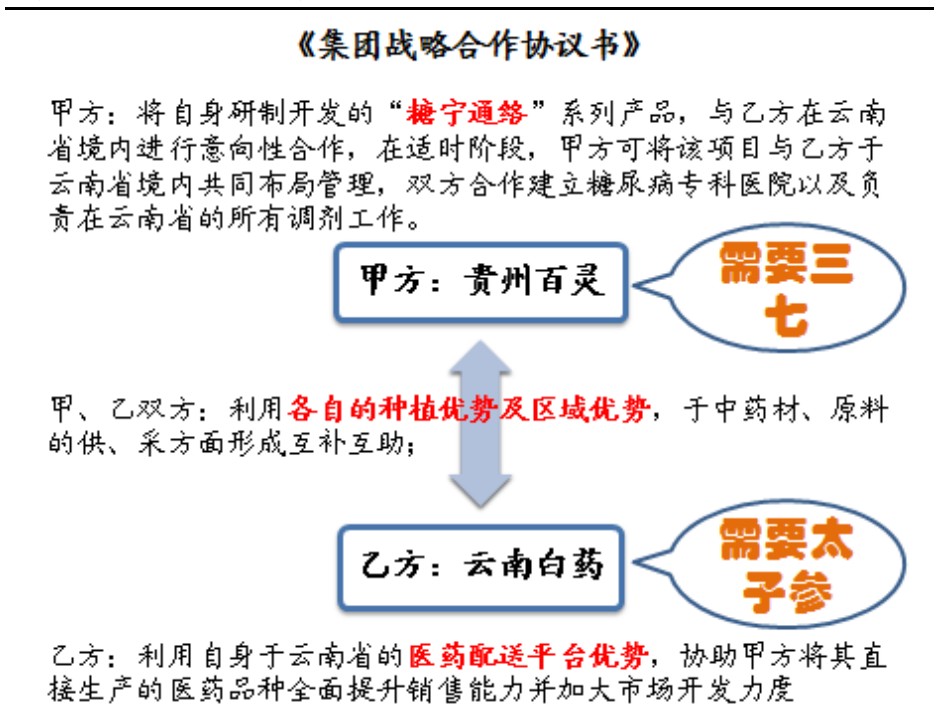 《集团战略合作协议书》
甲方：将自身研制开发的“糖宁通络”系列产品，与乙方在云南
省境内进行意向性合作，在适时阶段，甲方可将该项目与乙方于
云南省境内共同布局管理，双方合作建立糖尿病专科医院以及负
责在云南省的所有调剂工作。
甲方：贵州百灵
需要三
七
甲、乙双方：利用各自的种植优势及区域优势，于中药材、原料
的供、采方面形成互补互助；
乙方：云南白药
需要太
子参
乙方：利用自身于云南省的医药配送平台优势，协助甲方将其直
接生产的医药品种全面提升销售能力并加大市场开发力度